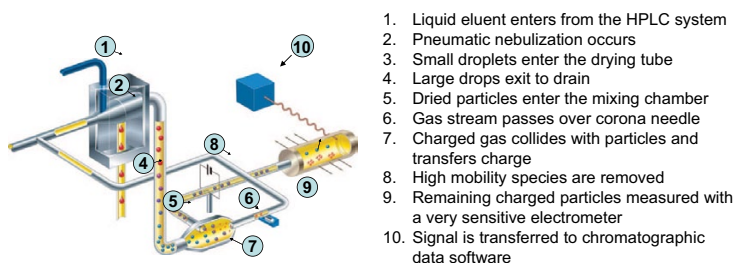 1
10
2
8
4
5
6
9
7
1. Liquid eluent enters from the HPLC system
2. Pneumatic nebulization occurs
3. Small droplets enter the drying tube
4. Large drops exit to drain
5. Dried particles enter the mixing chamber
6. Gas stream passes over corona needle
7. Charged gas collides with particles and
transfers charge
8. High mobility species are removed
9. Remaining charged particles measured with
a very sensitive electrometer
10. Signal is transferred to chromatographic
data software